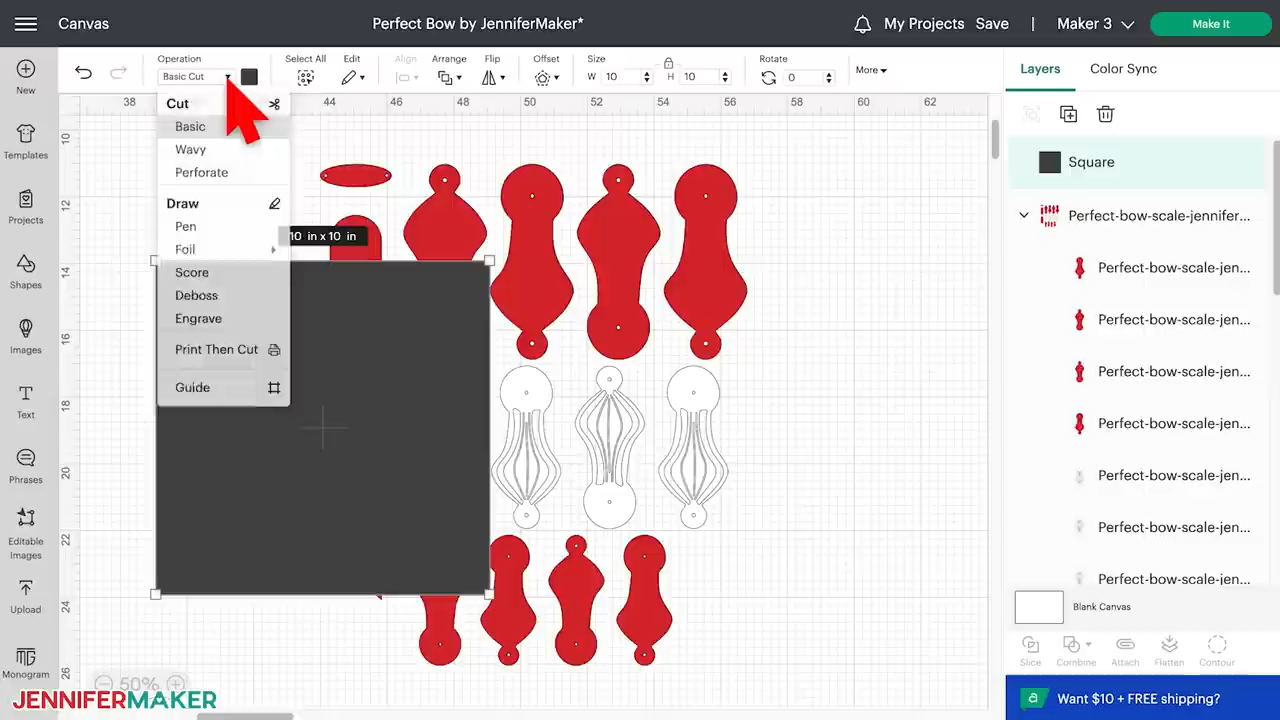 Canvas
Perfect Bow by JenniferMaker*
My Projects
Save
Maker 3
Make It
Operation
Basic Cut
Select All
Edit
Align
Arrange
Flip
Offset
Size
W 10
H 10
Rotate
0
More
New
Templates
Projects
Shapes
Images
Text
Phrases
Editable
Images
Upload
Monogram
38
44
46
48
50
52
54
56
58
60
62
10
12
14
16
18
20
22
24
26
Cut
Basic
Wavy
Perforate
Draw
Pen
Foil
Score
Deboss
Engrave
Print Then Cut
Guide
10 in x 10 in
50%
JENNIFERMAKER
Layers
Color Sync
Square
Perfect-bow-scale-jennifer...
Perfect-bow-scale-jen...
Perfect-bow-scale-jen...
Perfect-bow-scale-jen...
Perfect-bow-scale-jen...
Perfect-bow-scale-jen...
Perfect-bow-scale-jen...
Perfect-bow-scale-jen...
Blank Canvas
Slice
Combine
Attach
Flatten
Contour
a
Want $10 + FREE shipping?